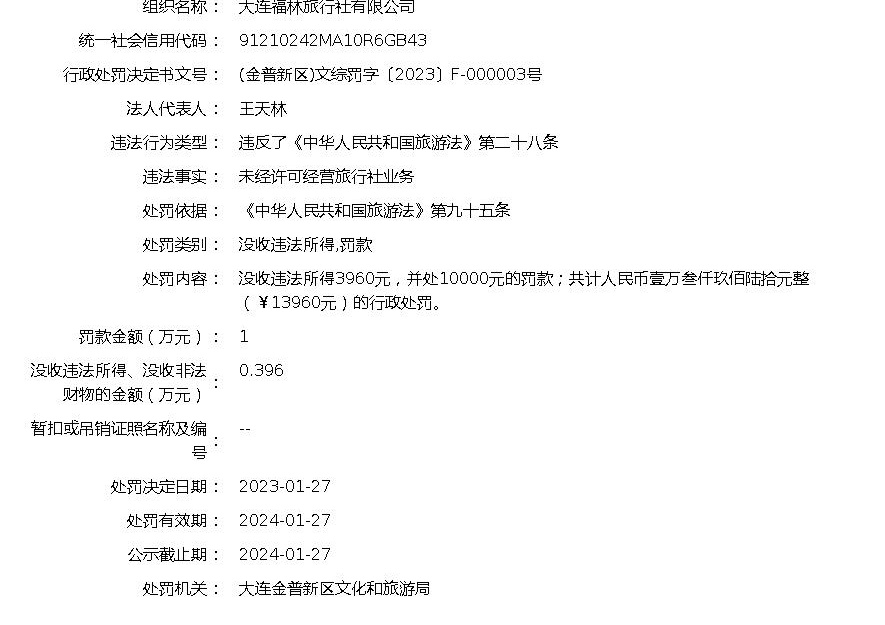 组织名称： 大连福林旅行社有限公司
统一社会信用代码： 91210242MA10R6GB43
行政处罚决定书文号： (金普新区)文综罚字〔2023〕F-000003号
法人代表人： 王天林
违法行为类型： 违反了《中华人民共和国旅游法》第二十八条
违法事实： 未经许可经营旅行社业务
处罚依据： 《中华人民共和国旅游法》第九十五条
处罚类别： 没收违法所得,罚款
处罚内容： 没收违法所得3960元，并处10000元的罚款；共计人民币壹万叁仟玖佰陆拾元整
（￥13960元）的行政处罚。
罚款金额（万元）： 1
没收违法所得、没收非法
财物的金额（万元）： 0.396
暂扣或吊销证照名称及编
号： --
处罚决定日期： 2023-01-27
处罚有效期： 2024-01-27
公示截止期： 2024-01-27
处罚机关： 大连金普新区文化和旅游局